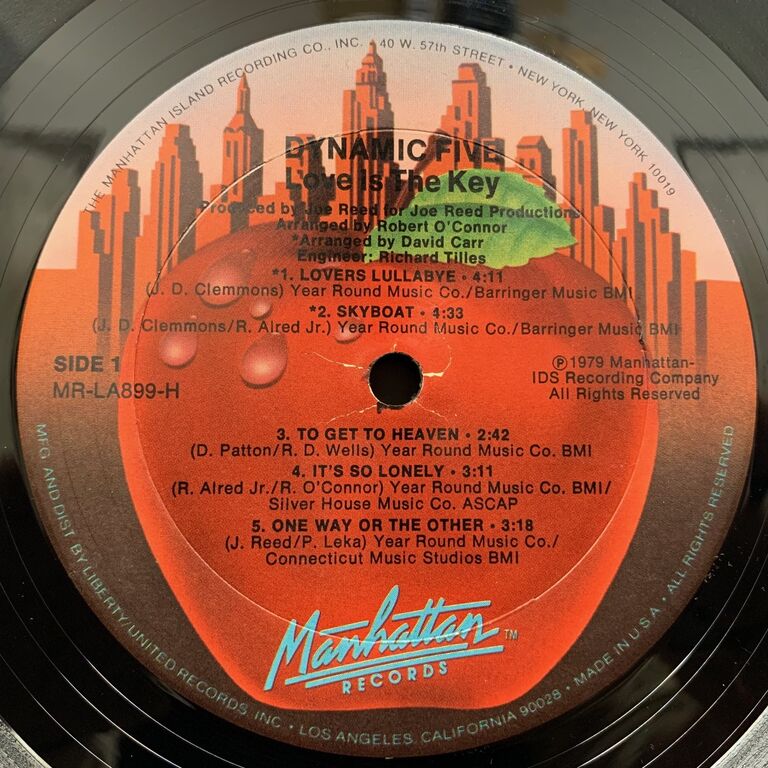 THE MANHATTAN ISLAND RECORDING CO., INC. • 40 W. 57th STREET • NEW YORK, NEW YORK 10019
DYNAMIC FIVE
Love Is The Key
Produced by Joe Reed for Joe Reed Productions
Arranged by Robert O'Connor
*Arranged by David Carr
Engineer: Richard Tilles
*1. LOVERS LULLABYE • 4:11
(J. D. Clemmons) Year Round Music Co./Barringer Music BMI
*2. SKYBOAT • 4:33
(J. D. Clemmons/R. Alred Jr.) Year Round Music Co./Barringer Music BMI
SIDE 1
MR-LA899-H
℗1979 Manhattan-
IDS Recording Company
All Rights Reserved
3. TO GET TO HEAVEN • 2:42
(D. Patton/R. D. Wells) Year Round Music Co. BMI
4. IT'S SO LONELY • 3:11
(R. Alred Jr./R. O'Connor) Year Round Music Co. BMI/
Silver House Music Co. ASCAP
5. ONE WAY OR THE OTHER • 3:18
(J. Reed/P. Leka) Year Round Music Co./
Connecticut Music Studios BMI
Manhattan™
RECORDS
MFG AND DIST BY LIBERTY/UNITED RECORDS, INC • LOS ANGELES, CALIFORNIA 90028 • MADE IN U.S.A. • ALL RIGHTS RESERVED